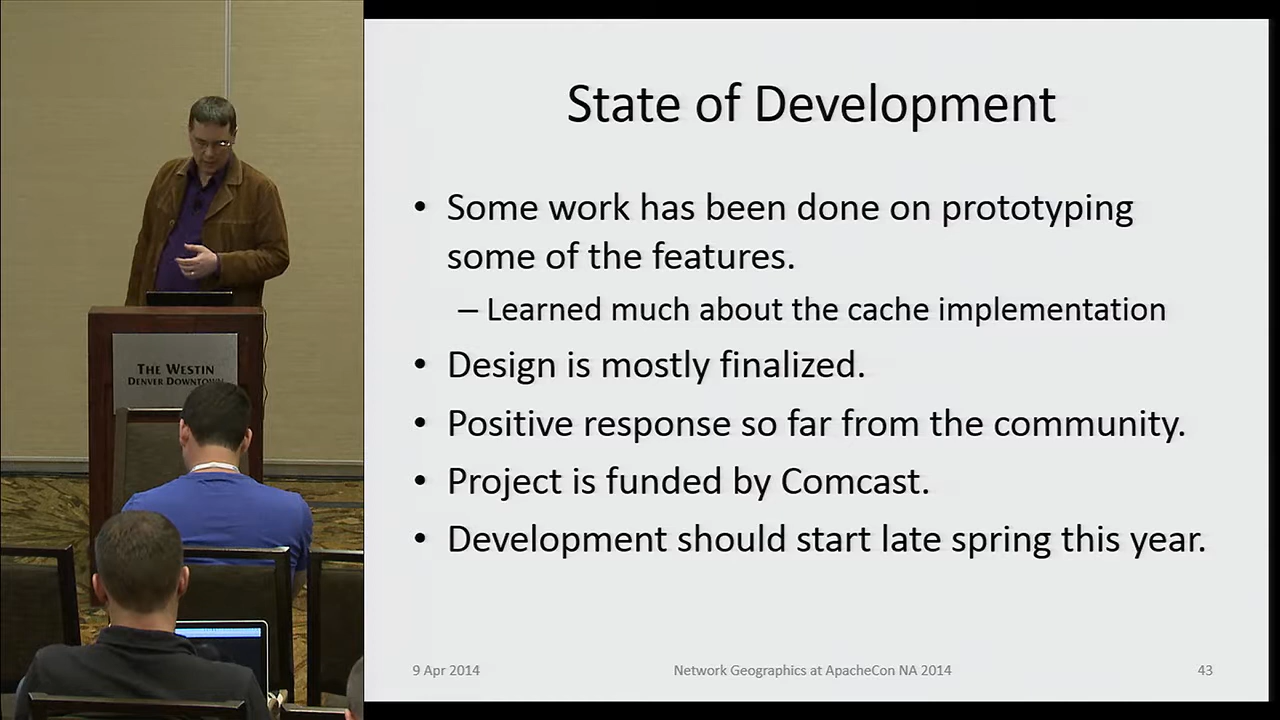 THE WESTIN
DENVER DOWNTOWN
State of Development
• Some work has been done on prototyping
some of the features.
– Learned much about the cache implementation
• Design is mostly finalized.
• Positive response so far from the community.
• Project is funded by Comcast.
• Development should start late spring this year.
9 Apr 2014
Network Geographics at ApacheCon NA 2014
43